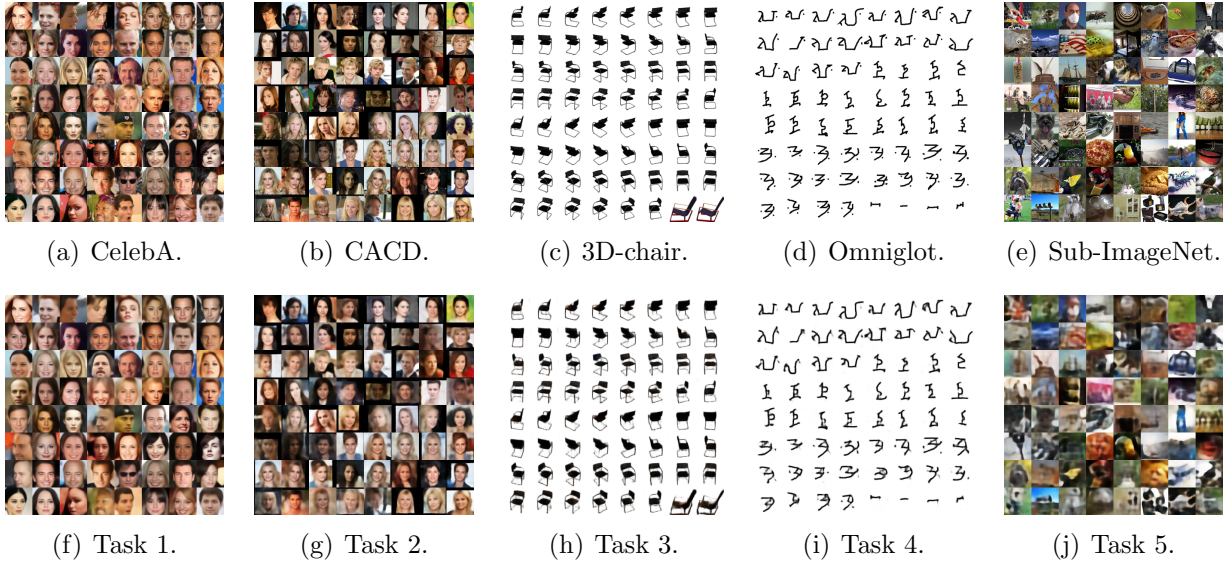 (a) CelebA.
(b) CACD.
(c) 3D-chair.
(d) Omniglot.
(e) Sub-ImageNet.
(f) Task 1.
(g) Task 2.
(h) Task 3.
(i) Task 4.
(j) Task 5.